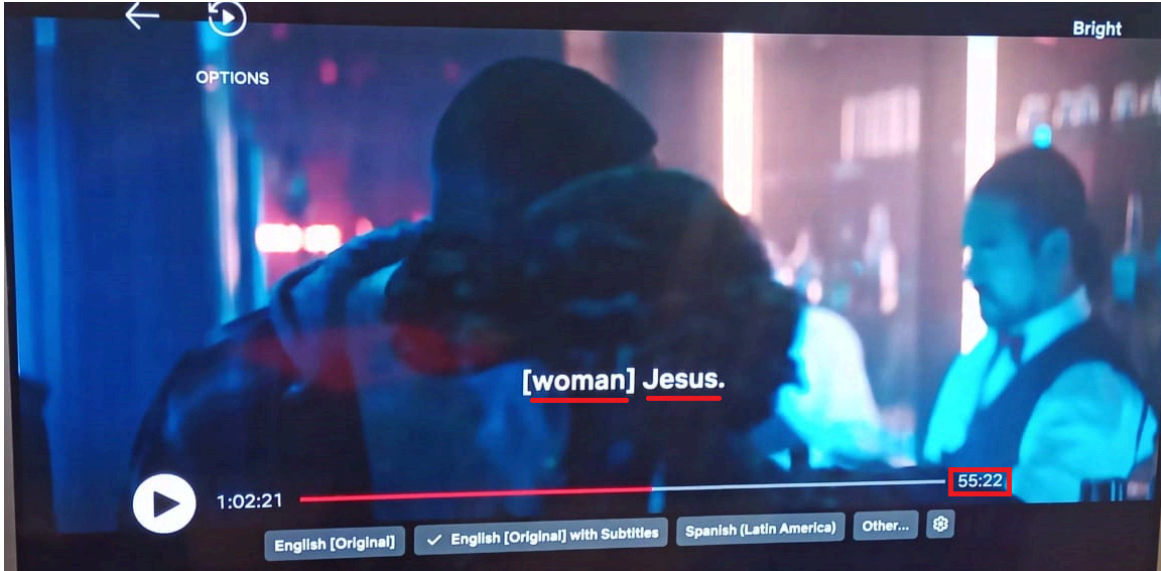 Bright
OPTIONS
[woman] Jesus.
1:02:21
55:22
English [Original]
✓ English [Original] with Subtitles
Spanish (Latin America)
Other...